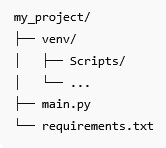 my_project/
├── venv/
│   ├── Scripts/
│   └── ...
├── main.py
└── requirements.txt